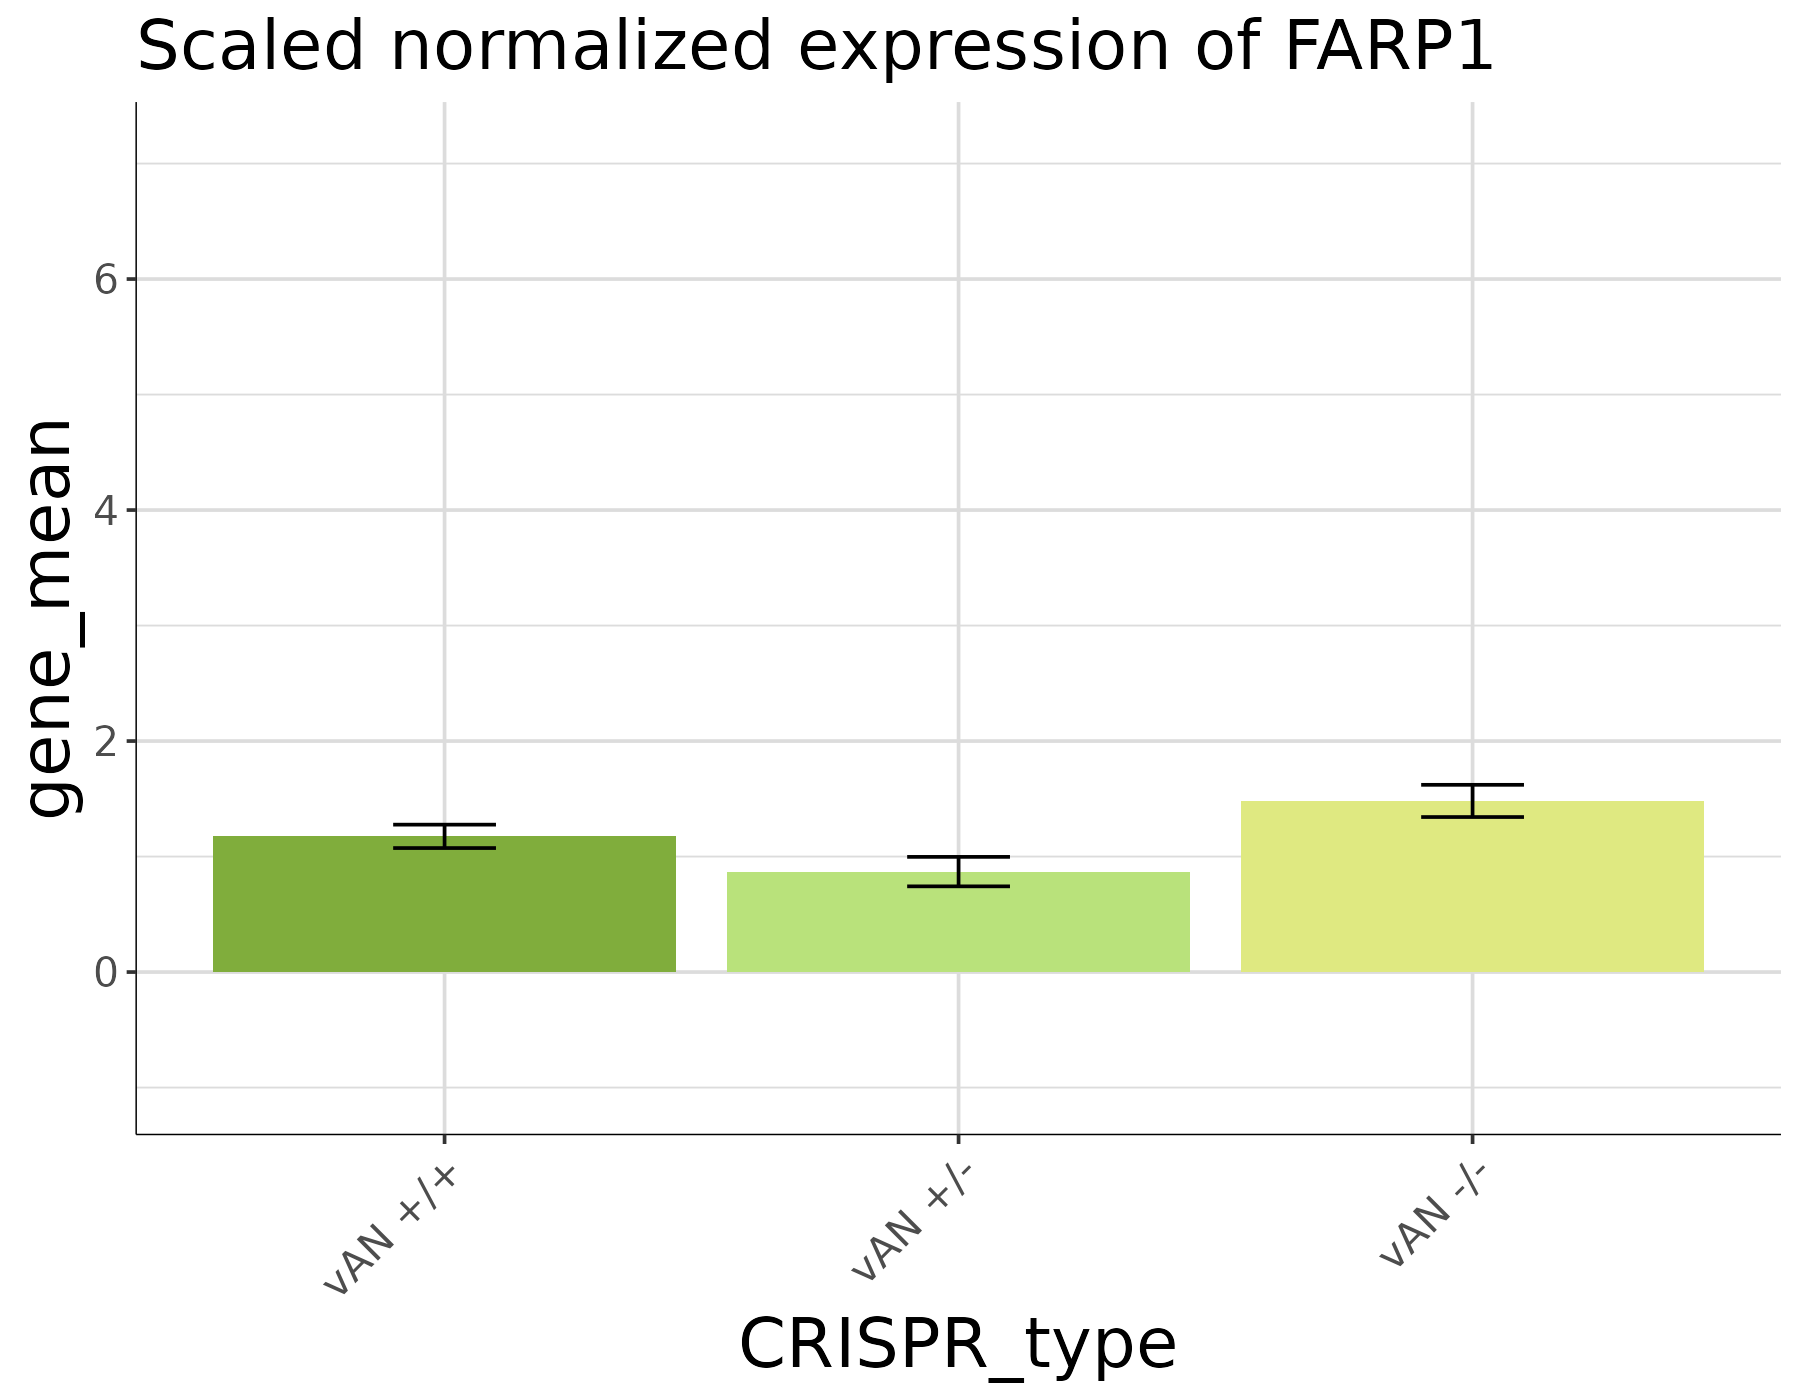 Scaled normalized expression of FARP1
gene_mean
6
4
2
0
vAN +/+
vAN +/-
vAN -/-
CRISPR_type